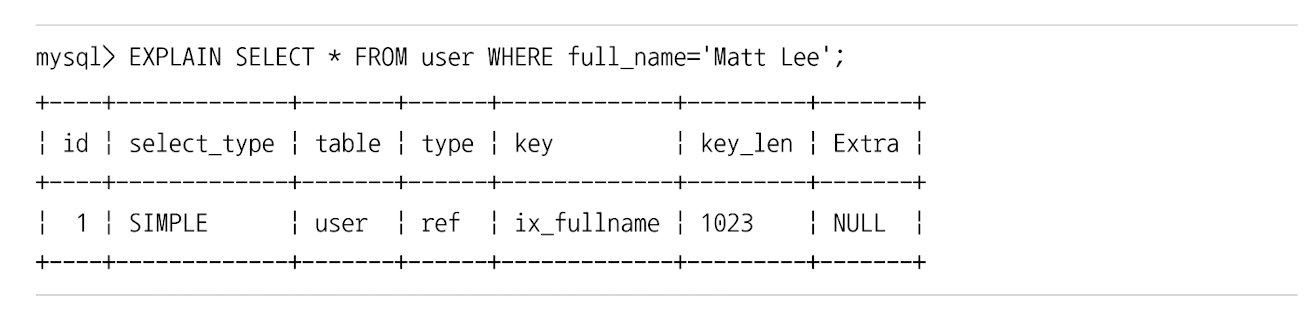 mysql> EXPLAIN SELECT * FROM user WHERE full_name='Matt Lee';
+----+-------------+-------+------+-------------+---------+-------+
¦ id ¦ select_type ¦ table ¦ type ¦ key         ¦ key_len ¦ Extra ¦
+----+-------------+-------+------+-------------+---------+-------+
¦  1 ¦ SIMPLE      ¦ user  ¦ ref  ¦ ix_fullname ¦ 1023    ¦ NULL  ¦
+----+-------------+-------+------+-------------+---------+-------+